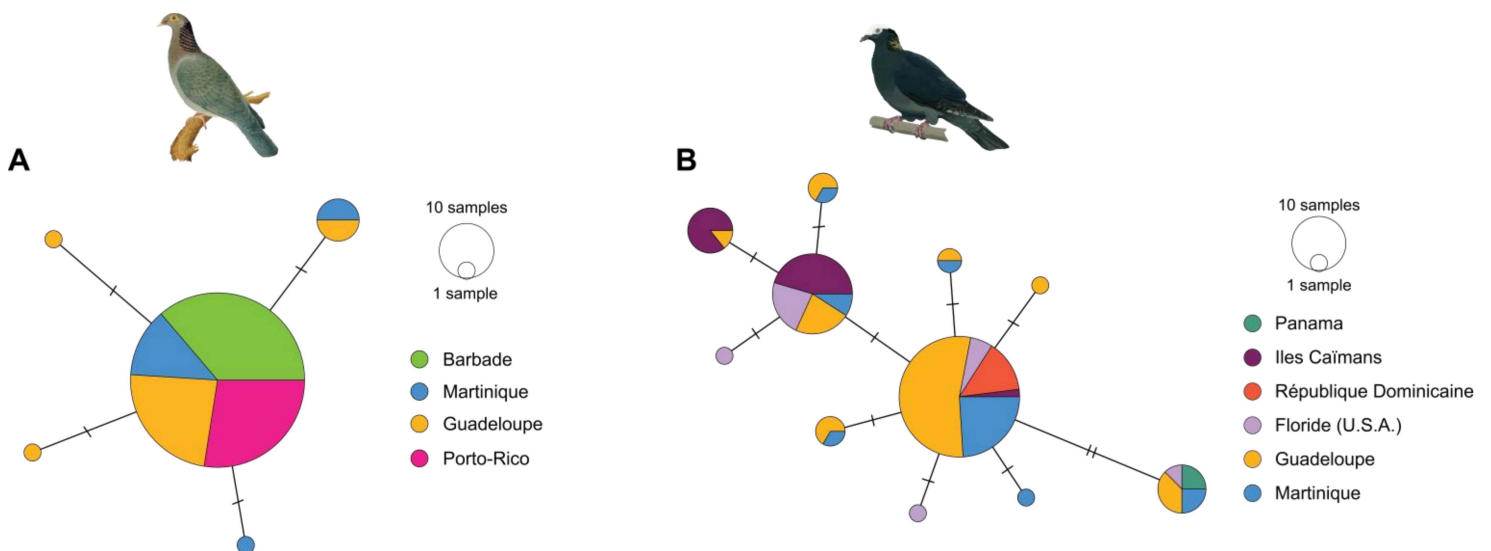 A
10 samples
1 sample
Barbade
Martinique
Guadeloupe
Porto-Rico
B
10 samples
1 sample
Panama
Iles Caïmans
République Dominicaine
Floride (U.S.A.)
Guadeloupe
Martinique